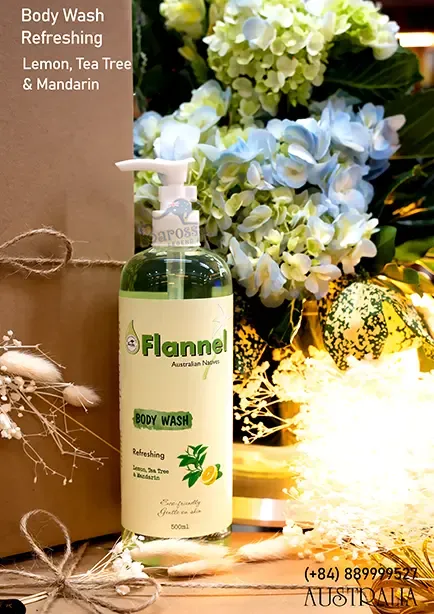 Body Wash
Refreshing
Lemon, Tea Tree
& Mandarin
Flannel
Australian Natives
BODY WASH
Refreshing
Lemon, Tea Tree
& Mandarin
Eco-friendly
Gentle on skin
500ml
(+84) 889999527
AUSTRALIA